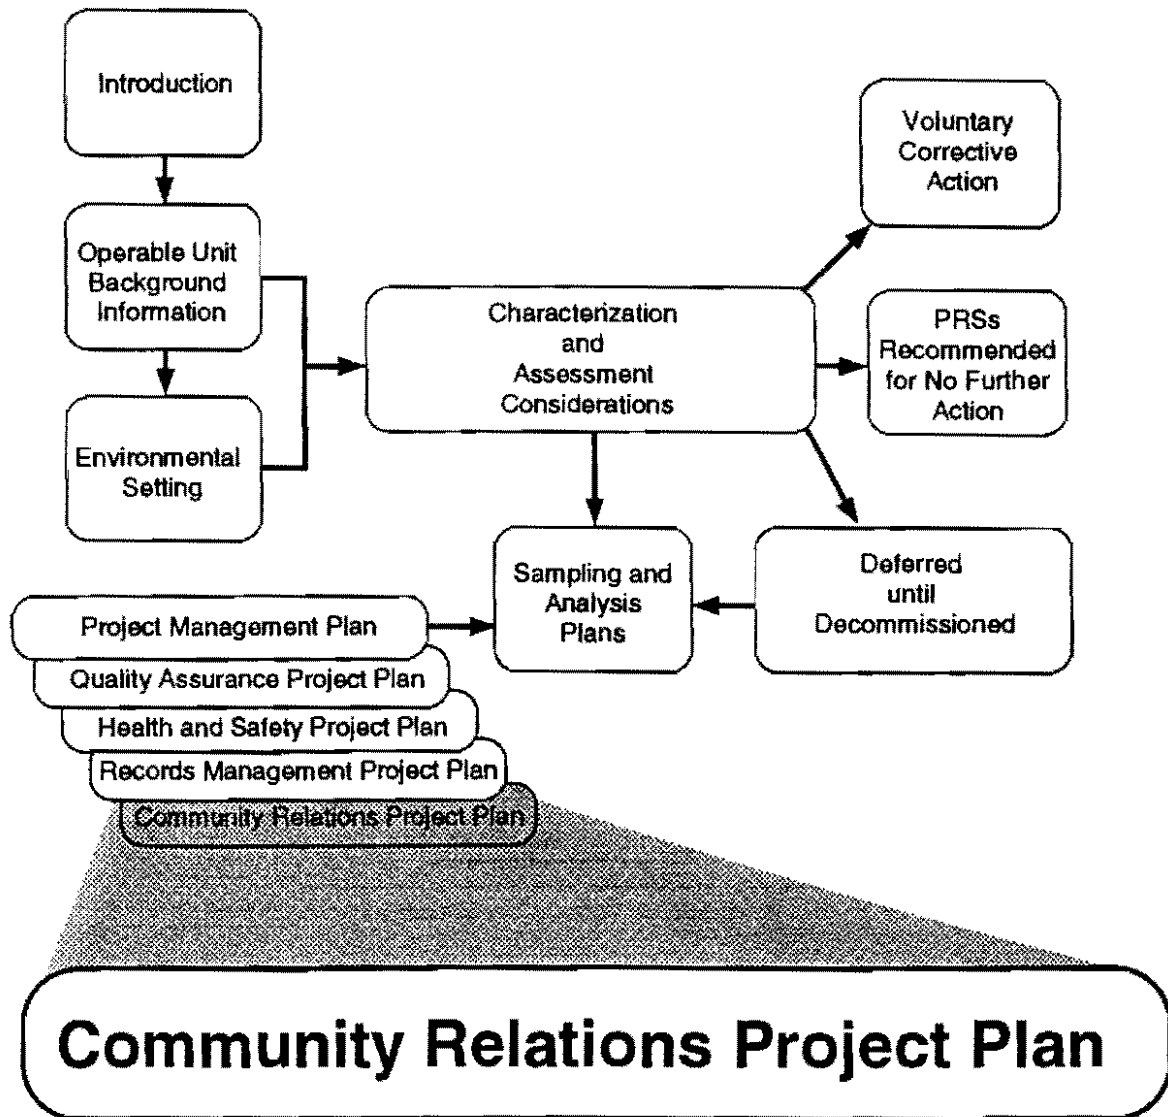 Introduction
Voluntary
Corrective
Action
Operable Unit
Background
Information
Characterization
and
Assessment
Considerations
PRSs
Recommended
for No Further
Action
Environmental
Setting
Sampling and
Analysis
Plans
Deferred
until
Decommissioned
Project Management Plan
Quality Assurance Project Plan
Health and Safety Project Plan
Records Management Project Plan
Community Relations Project Plan
Community Relations Project Plan